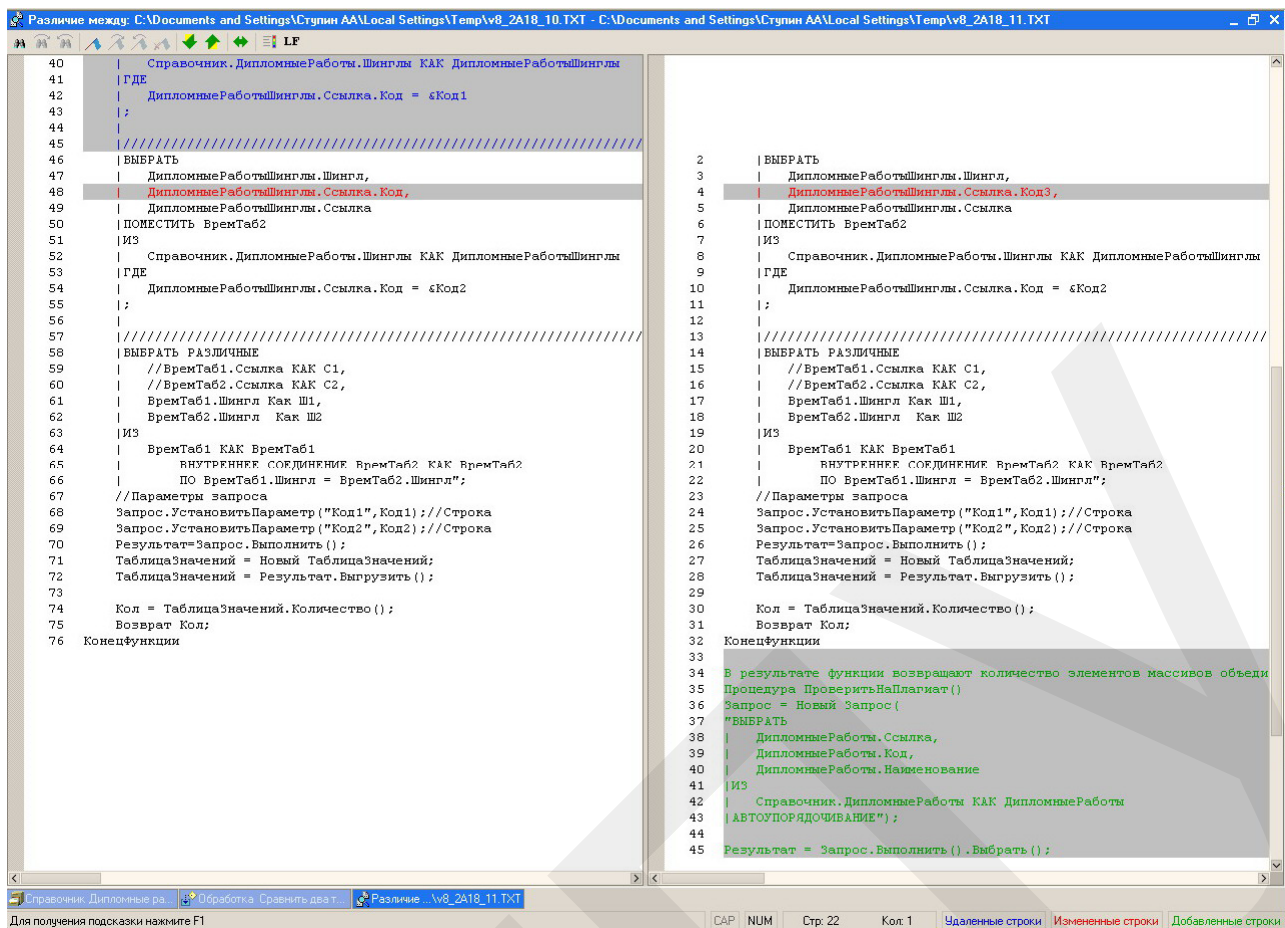 Различие между: C:\Documents and Settings\Ступин АА\Local Settings\Temp\v8_2A18_10.TXT - C:\Documents and Settings\Ступин АА\Local Settings\Temp\v8_2A18_11.TXT
LF
40 | Справочник.ДипломныеРаботы.Шинглы КАК ДипломныеРаботыШинглы
41 |ГДЕ
42 | ДипломныеРаботыШинглы.Ссылка.Код = &Код1
43 |;
44 |
45 |/////////////////////////////////////////////////////////////////
46 |ВЫБРАТЬ
47 | ДипломныеРаботыШинглы.Шингл,
48 | ДипломныеРаботыШинглы.Ссылка.Код,
49 | ДипломныеРаботыШинглы.Ссылка
50 |ПОМЕСТИТЬ ВремТаб2
51 |ИЗ
52 | Справочник.ДипломныеРаботы.Шинглы КАК ДипломныеРаботыШинглы
53 |ГДЕ
54 | ДипломныеРаботыШинглы.Ссылка.Код = &Код2
55 |;
56 |
57 |/////////////////////////////////////////////////////////////////
58 |ВЫБРАТЬ РАЗЛИЧНЫЕ
59 | //ВремТаб1.Ссылка КАК С1,
60 | //ВремТаб2.Ссылка КАК С2,
61 | ВремТаб1.Шингл Как Ш1,
62 | ВремТаб2.Шингл Как Ш2
63 |ИЗ
64 | ВремТаб1 КАК ВремТаб1
65 | ВНУТРЕННЕЕ СОЕДИНЕНИЕ ВремТаб2 КАК ВремТаб2
66 | ПО ВремТаб1.Шингл = ВремТаб2.Шингл";
67 //Параметры запроса
68 Запрос.УстановитьПараметр("Код1",Код1);//Строка
69 Запрос.УстановитьПараметр("Код2",Код2);//Строка
70 Результат=Запрос.Выполнить();
71 ТаблицаЗначений = Новый ТаблицаЗначений;
72 ТаблицаЗначений = Результат.Выгрузить();
73
74 Кол = ТаблицаЗначений.Количество();
75 Возврат Кол;
76 КонецФункции
2 |ВЫБРАТЬ
3 | ДипломныеРаботыШинглы.Шингл,
4 | ДипломныеРаботыШинглы.Ссылка.Код3,
5 | ДипломныеРаботыШинглы.Ссылка
6 |ПОМЕСТИТЬ ВремТаб2
7 |ИЗ
8 | Справочник.ДипломныеРаботы.Шинглы КАК ДипломныеРаботыШинглы
9 |ГДЕ
10 | ДипломныеРаботыШинглы.Ссылка.Код = &Код2
11 |;
12 |
13 |///////////////////////////////////////////////////////////////
14 |ВЫБРАТЬ РАЗЛИЧНЫЕ
15 | //ВремТаб1.Ссылка КАК С1,
16 | //ВремТаб2.Ссылка КАК С2,
17 | ВремТаб1.Шингл Как Ш1,
18 | ВремТаб2.Шингл Как Ш2
19 |ИЗ
20 | ВремТаб1 КАК ВремТаб1
21 | ВНУТРЕННЕЕ СОЕДИНЕНИЕ ВремТаб2 КАК ВремТаб2
22 | ПО ВремТаб1.Шингл = ВремТаб2.Шингл";
23 //Параметры запроса
24 Запрос.УстановитьПараметр("Код1",Код1);//Строка
25 Запрос.УстановитьПараметр("Код2",Код2);//Строка
26 Результат=Запрос.Выполнить();
27 ТаблицаЗначений = Новый ТаблицаЗначений;
28 ТаблицаЗначений = Результат.Выгрузить();
29
30 Кол = ТаблицаЗначений.Количество();
31 Возврат Кол;
32 КонецФункции
33
34 В результате функции возвращают количество элементов массивов объеди
35 Процедура ПроверитьНаПлагиат()
36 Запрос = Новый Запрос(
37 "ВЫБРАТЬ
38 | ДипломныеРаботы.Ссылка,
39 | ДипломныеРаботы.Код,
40 | ДипломныеРаботы.Наименование
41 |ИЗ
42 | Справочник.ДипломныеРаботы КАК ДипломныеРаботы
43 |АВТОУПОРЯДОЧИВАНИЕ");
44
45 Результат = Запрос.Выполнить().Выбрать();
Справочник Дипломные ра... Обработка Сравнить два т... Различие ...\v8_2A18_11.TXT
Для получения подсказки нажмите F1 CAP NUM Стр: 22 Кол: 1 Удаленные строки Измененные строки Добавленные строки